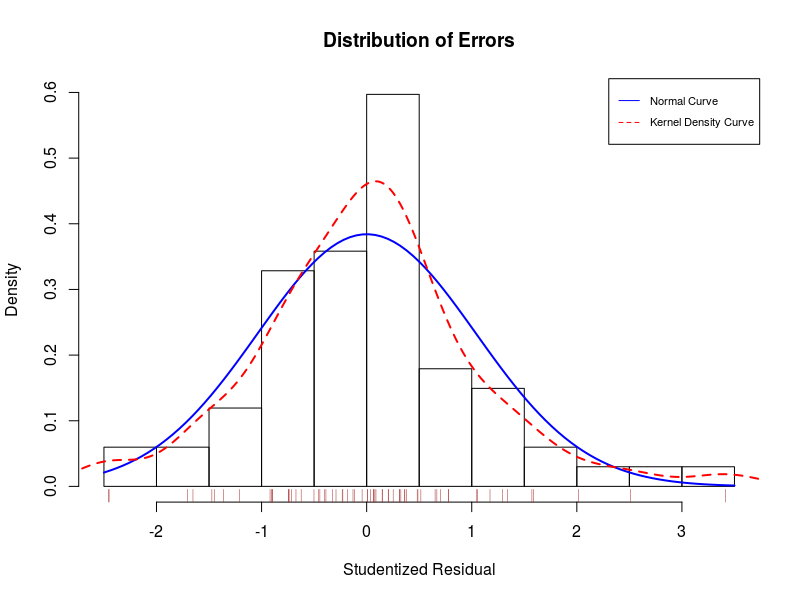 Distribution of Errors
Normal Curve
Kernel Density Curve
0.6
0.5
0.4
0.3
0.2
0.1
0.0
Density
-2 -1 0 1 2 3
Studentized Residual